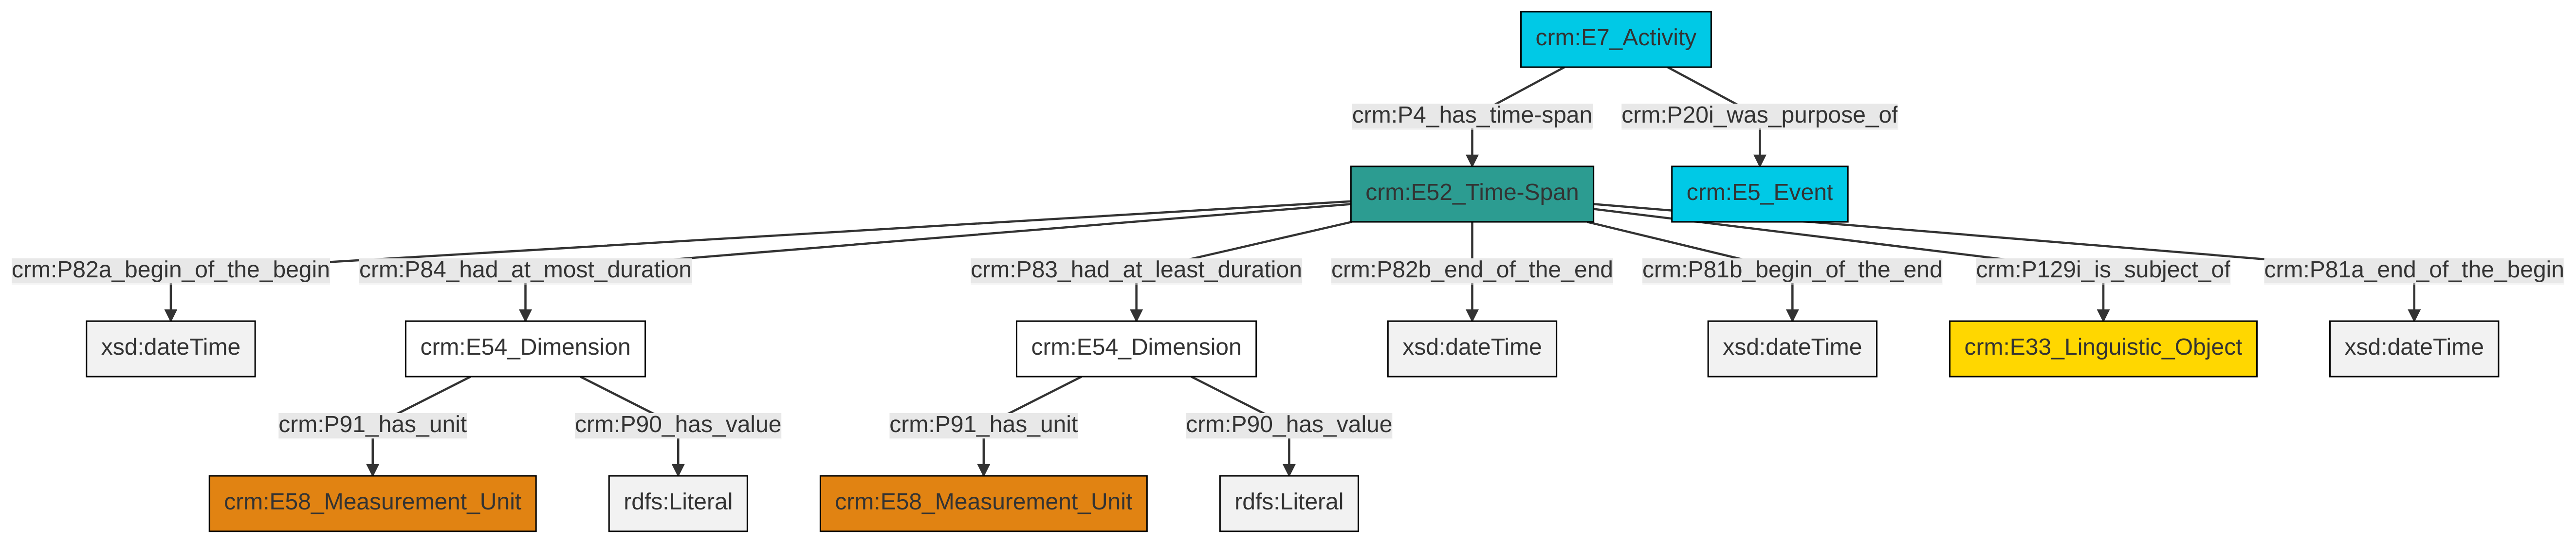 crm:E7_Activity
crm:P4_has_time-span
crm:P20i_was_purpose_of
crm:E52_Time-Span
crm:E5_Event
crm:P82a_begin_of_the_begin
crm:P84_had_at_most_duration
crm:P83_had_at_least_duration
crm:P82b_end_of_the_end
crm:P81b_begin_of_the_end
crm:P129i_is_subject_of
crm:P81a_end_of_the_begin
xsd:dateTime
crm:E54_Dimension
crm:E54_Dimension
xsd:dateTime
xsd:dateTime
crm:E33_Linguistic_Object
xsd:dateTime
crm:P91_has_unit
crm:P90_has_value
crm:P91_has_unit
crm:P90_has_value
crm:E58_Measurement_Unit
rdfs:Literal
crm:E58_Measurement_Unit
rdfs:Literal